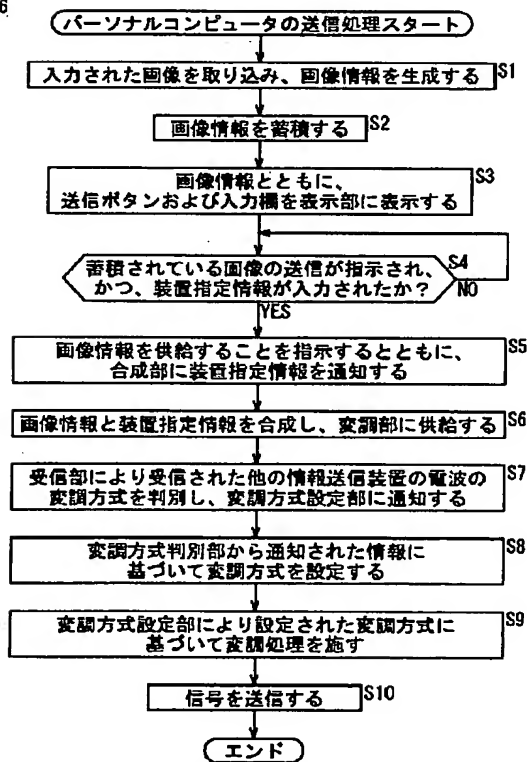 6
パーソナルコンピュータの送信処理スタート
入力された画像を取り込み、画像情報を生成する S1
画像情報を蓄積する S2
画像情報とともに、 S3
送信ボタンおよび入力欄を表示部に表示する
蓄積されている画像の送信が指示され、 S4
かつ、装置指定情報が入力されたか？ NO
YES
画像情報を供給することを指示するとともに、 S5
合成部に装置指定情報を通知する
画像情報と装置指定情報を合成し、変調部に供給する S6
受信部により受信された他の情報送信装置の電波の S7
変調方式を判別し、変調方式設定部に通知する
変調方式判別部から通知された情報に S8
基づいて変調方式を設定する
変調方式設定部により設定された変調方式に S9
基づいて変調処理を施す
信号を送信する S10
エンド